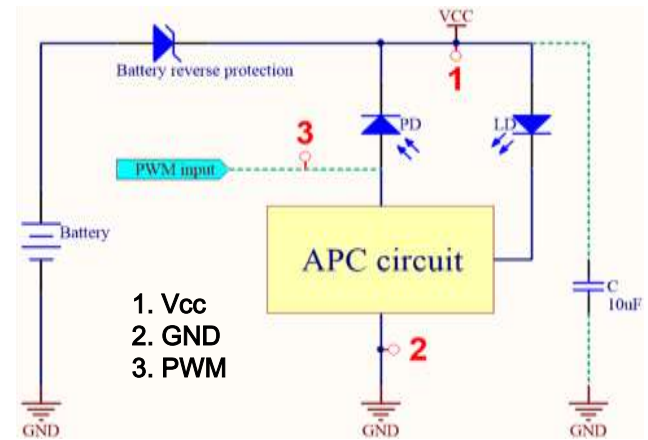 VCC
Battery reverse protection
1
PD
LD
3
PWM input
Battery
APC circuit
C
10uF
1. Vcc
2. GND
3. PWM
2
GND
GND
GND